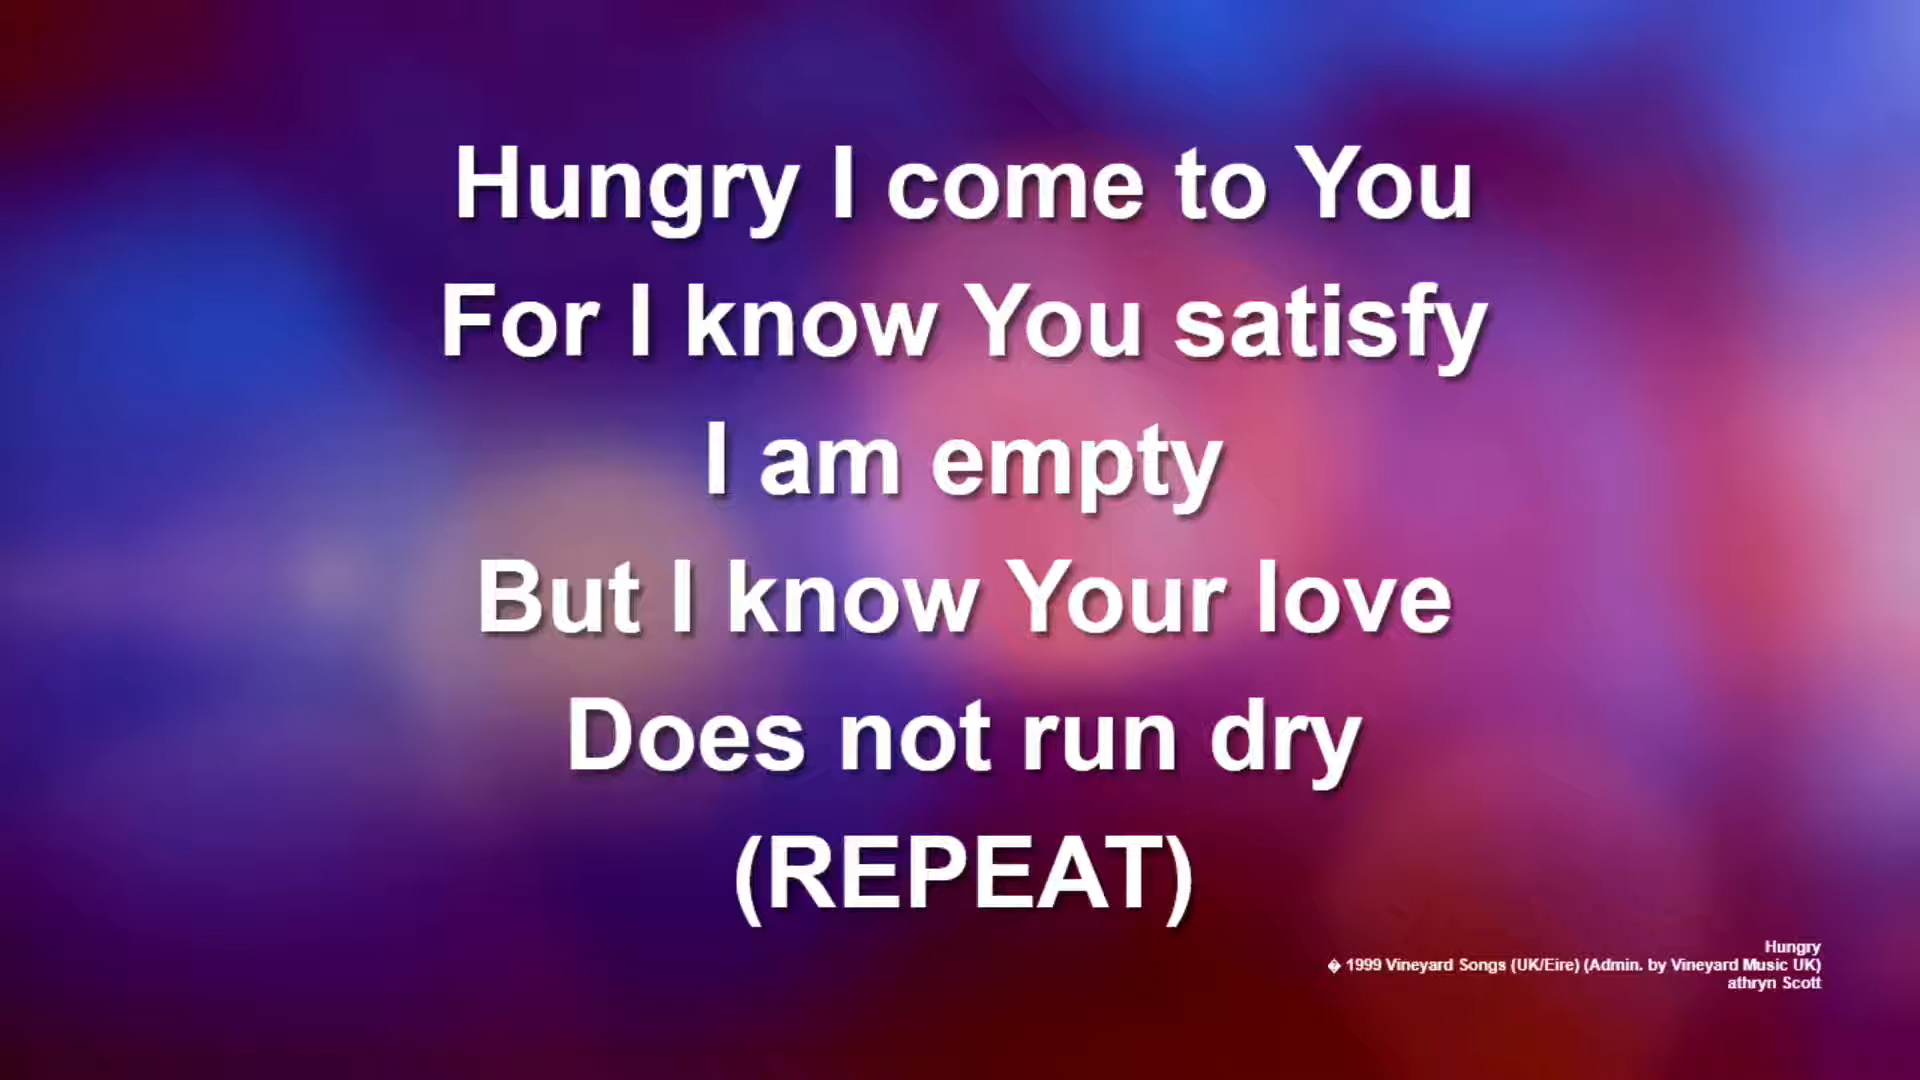 Hungry I come to You
For I know You satisfy
I am empty
But I know Your love
Does not run dry
(REPEAT)
Hungry
� 1999 Vineyard Songs (UK/Eire) (Admin. by Vineyard Music UK)
athryn Scott